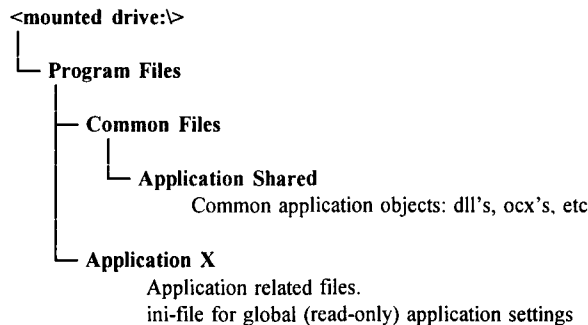 <mounted drive:\>
Program Files
Common Files
Application Shared
Common application objects: dll's, ocx's, etc
Application X
Application related files.
ini-file for global (read-only) application settings